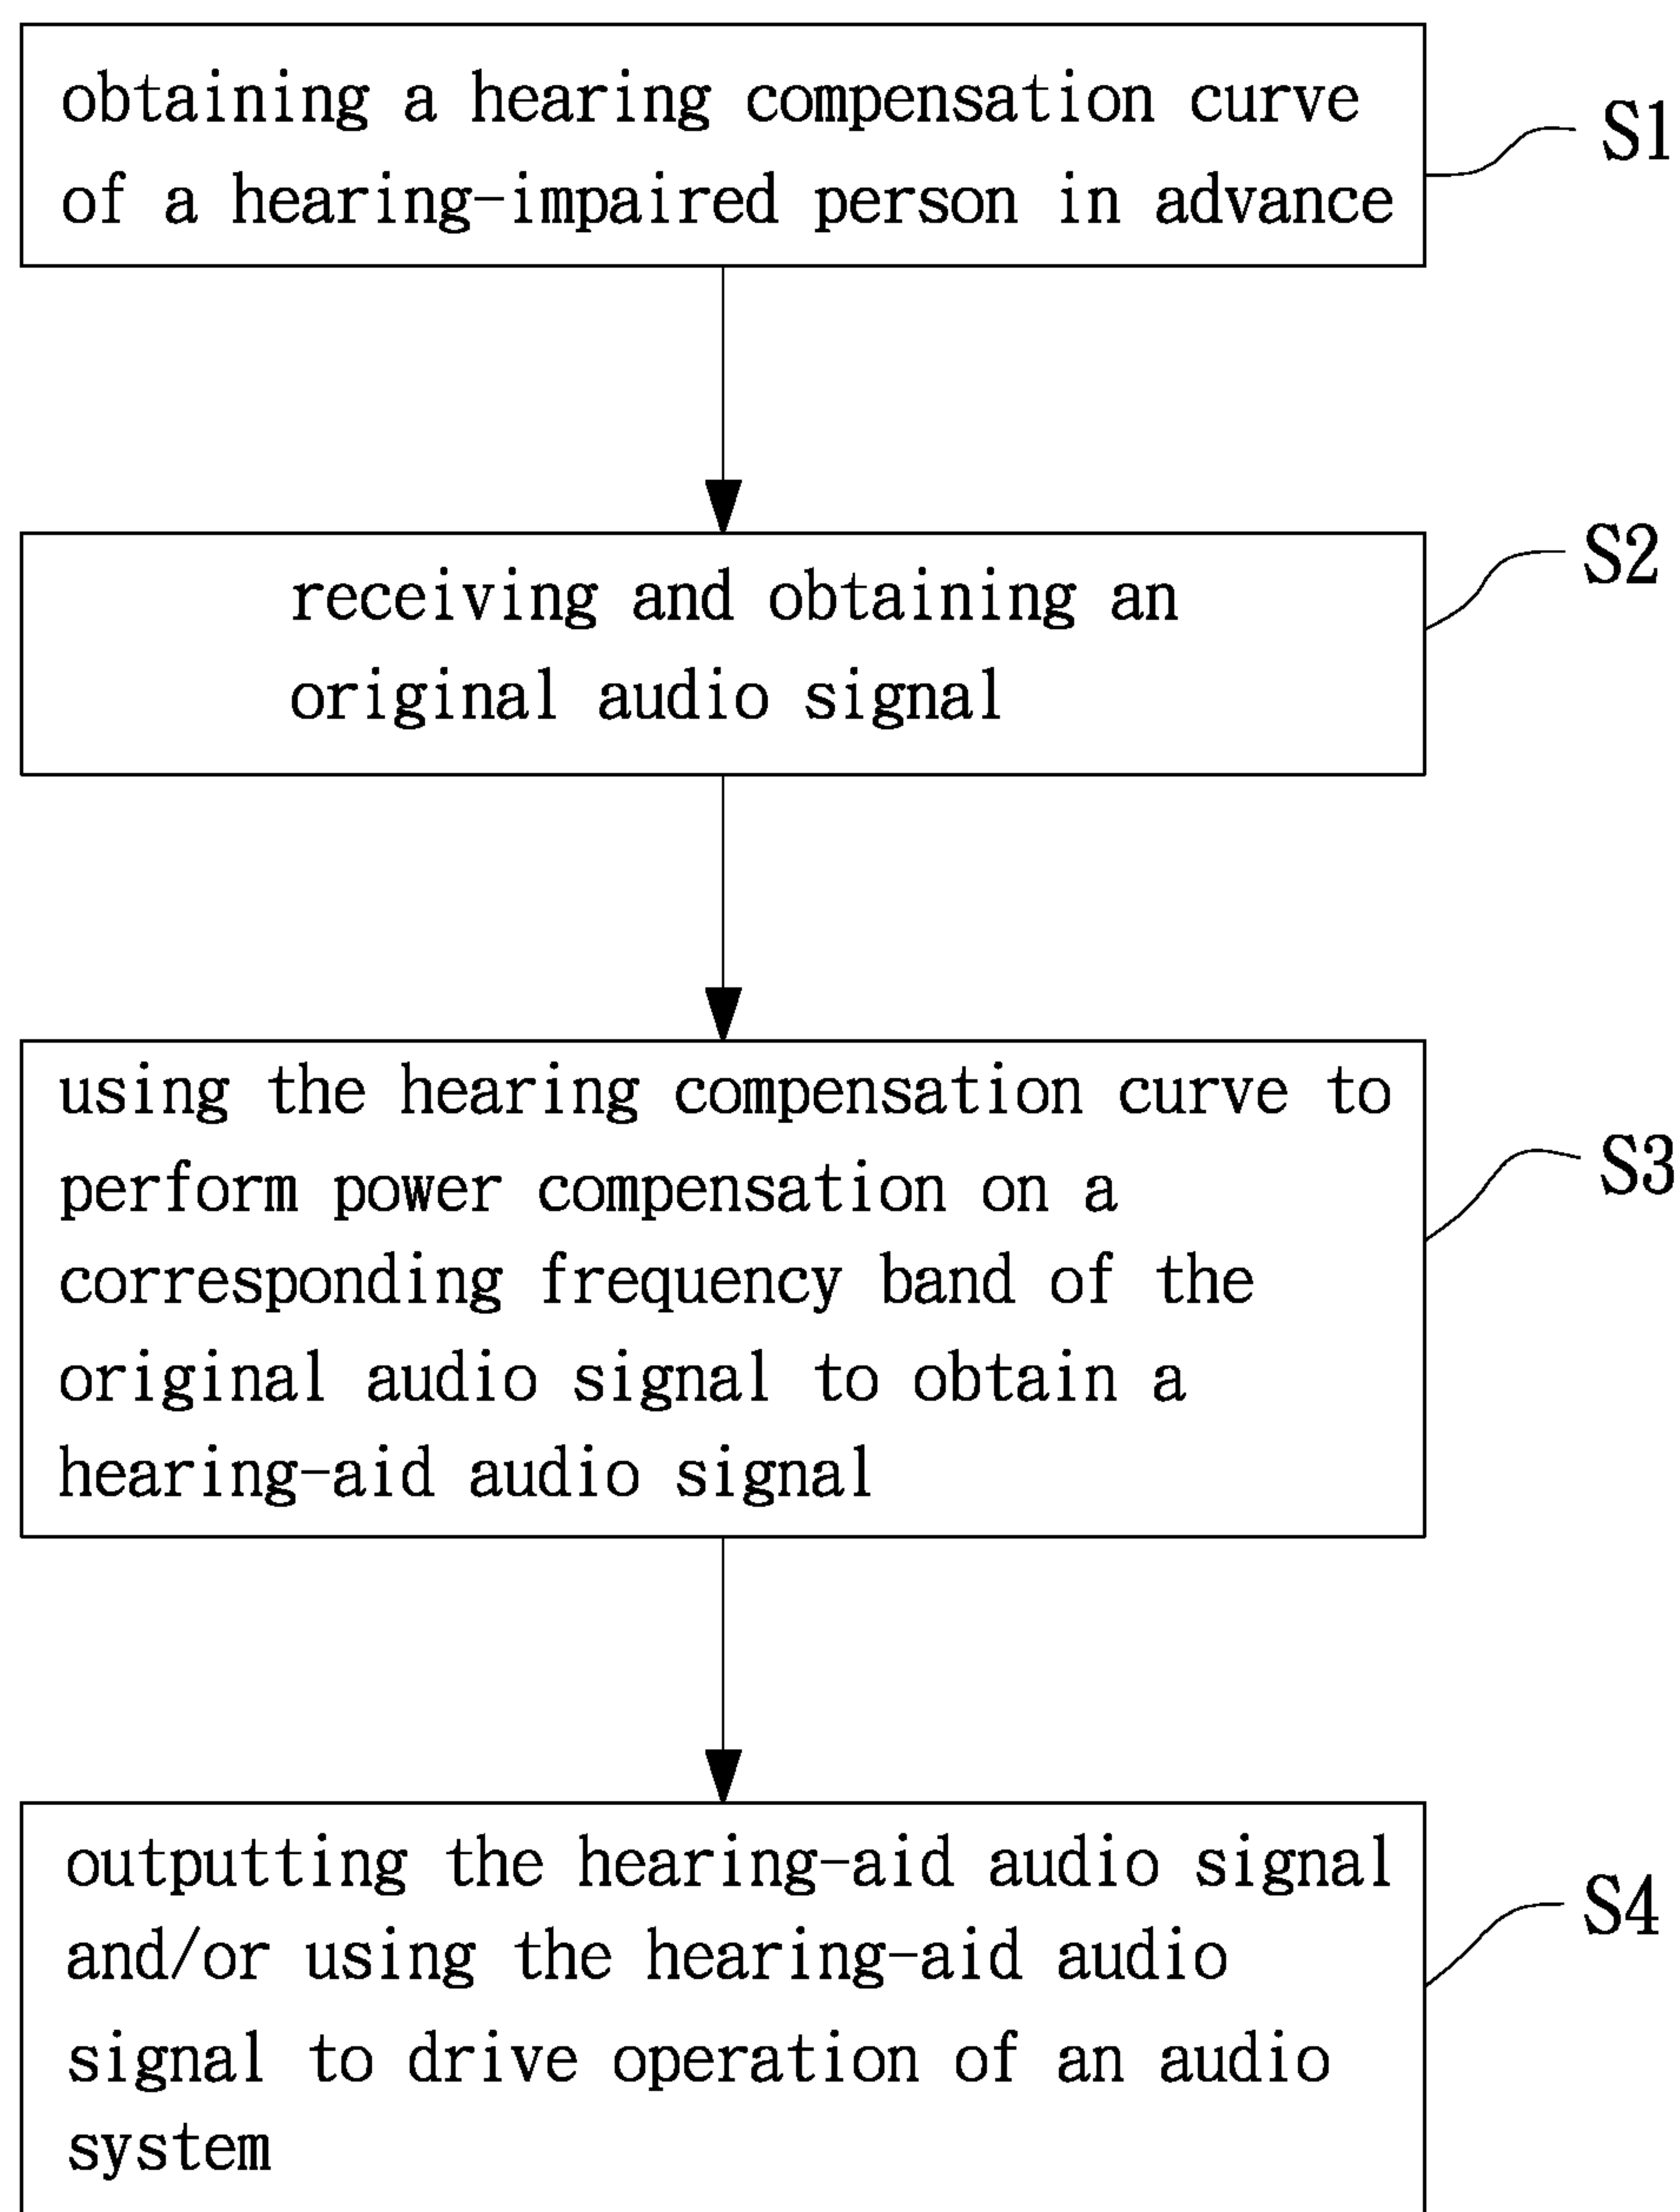 obtaining a hearing compensation curve
of a hearing-impaired person in advance
S1
receiving and obtaining an
original audio signal
S2
using the hearing compensation curve to
perform power compensation on a
corresponding frequency band of the
original audio signal to obtain a
hearing-aid audio signal
S3
outputting the hearing-aid audio signal
and/or using the hearing-aid audio
signal to drive operation of an audio
system
S4